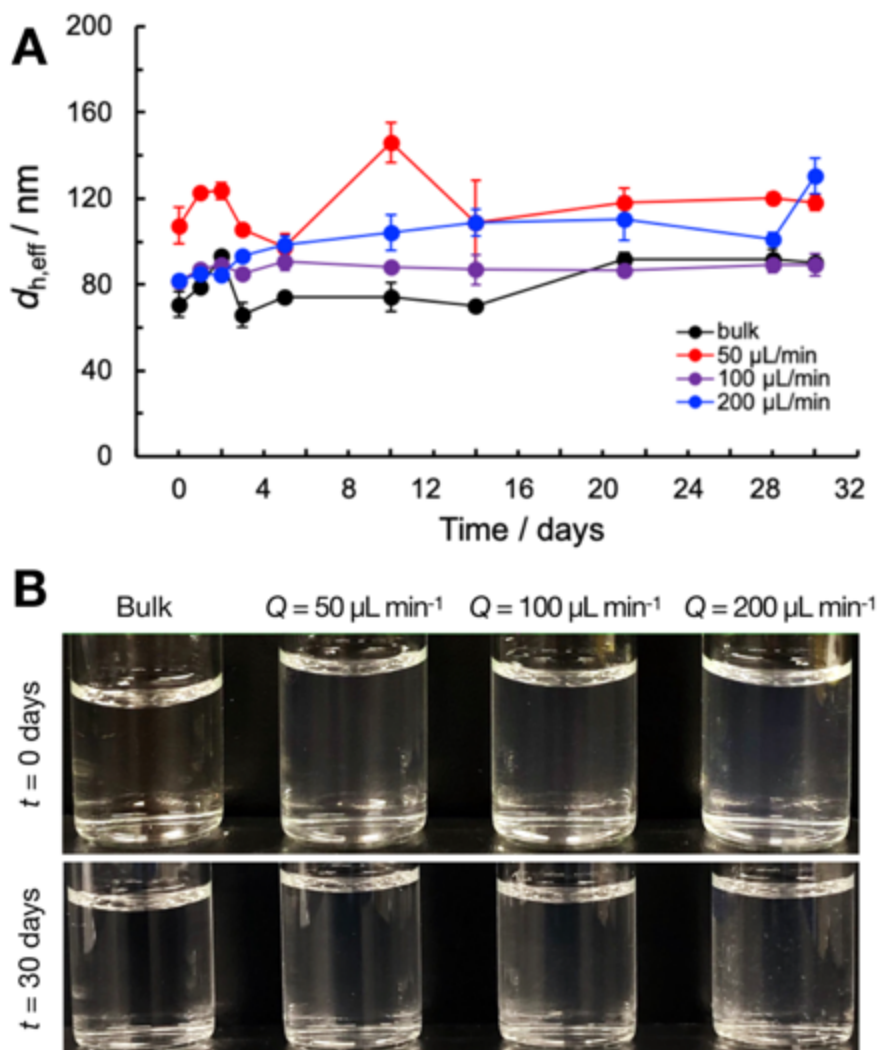 A
200
160
120
80
40
0
d_h,eff / nm
bulk
50 µL/min
100 µL/min
200 µL/min
0 4 8 12 16 20 24 28 32
Time / days
B
Bulk Q = 50 µL min⁻¹ Q = 100 µL min⁻¹ Q = 200 µL min⁻¹
t = 0 days
t = 30 days